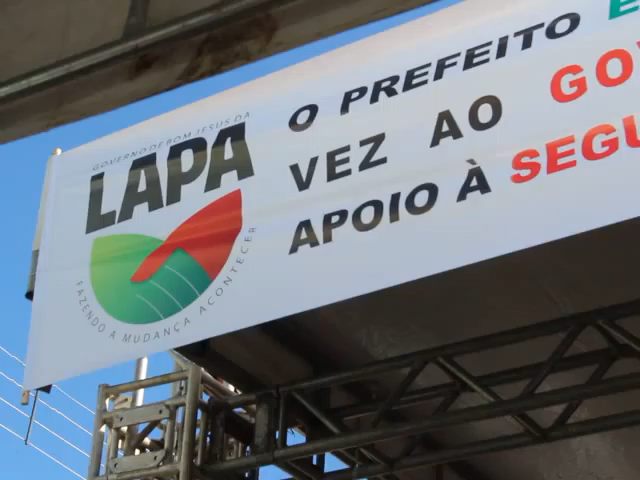 GOVERNO DE BOM JESUS DA
LAPA
FAZENDO A MUDANÇA ACONTECER
O PREFEITO
VEZ AO
APOIO À